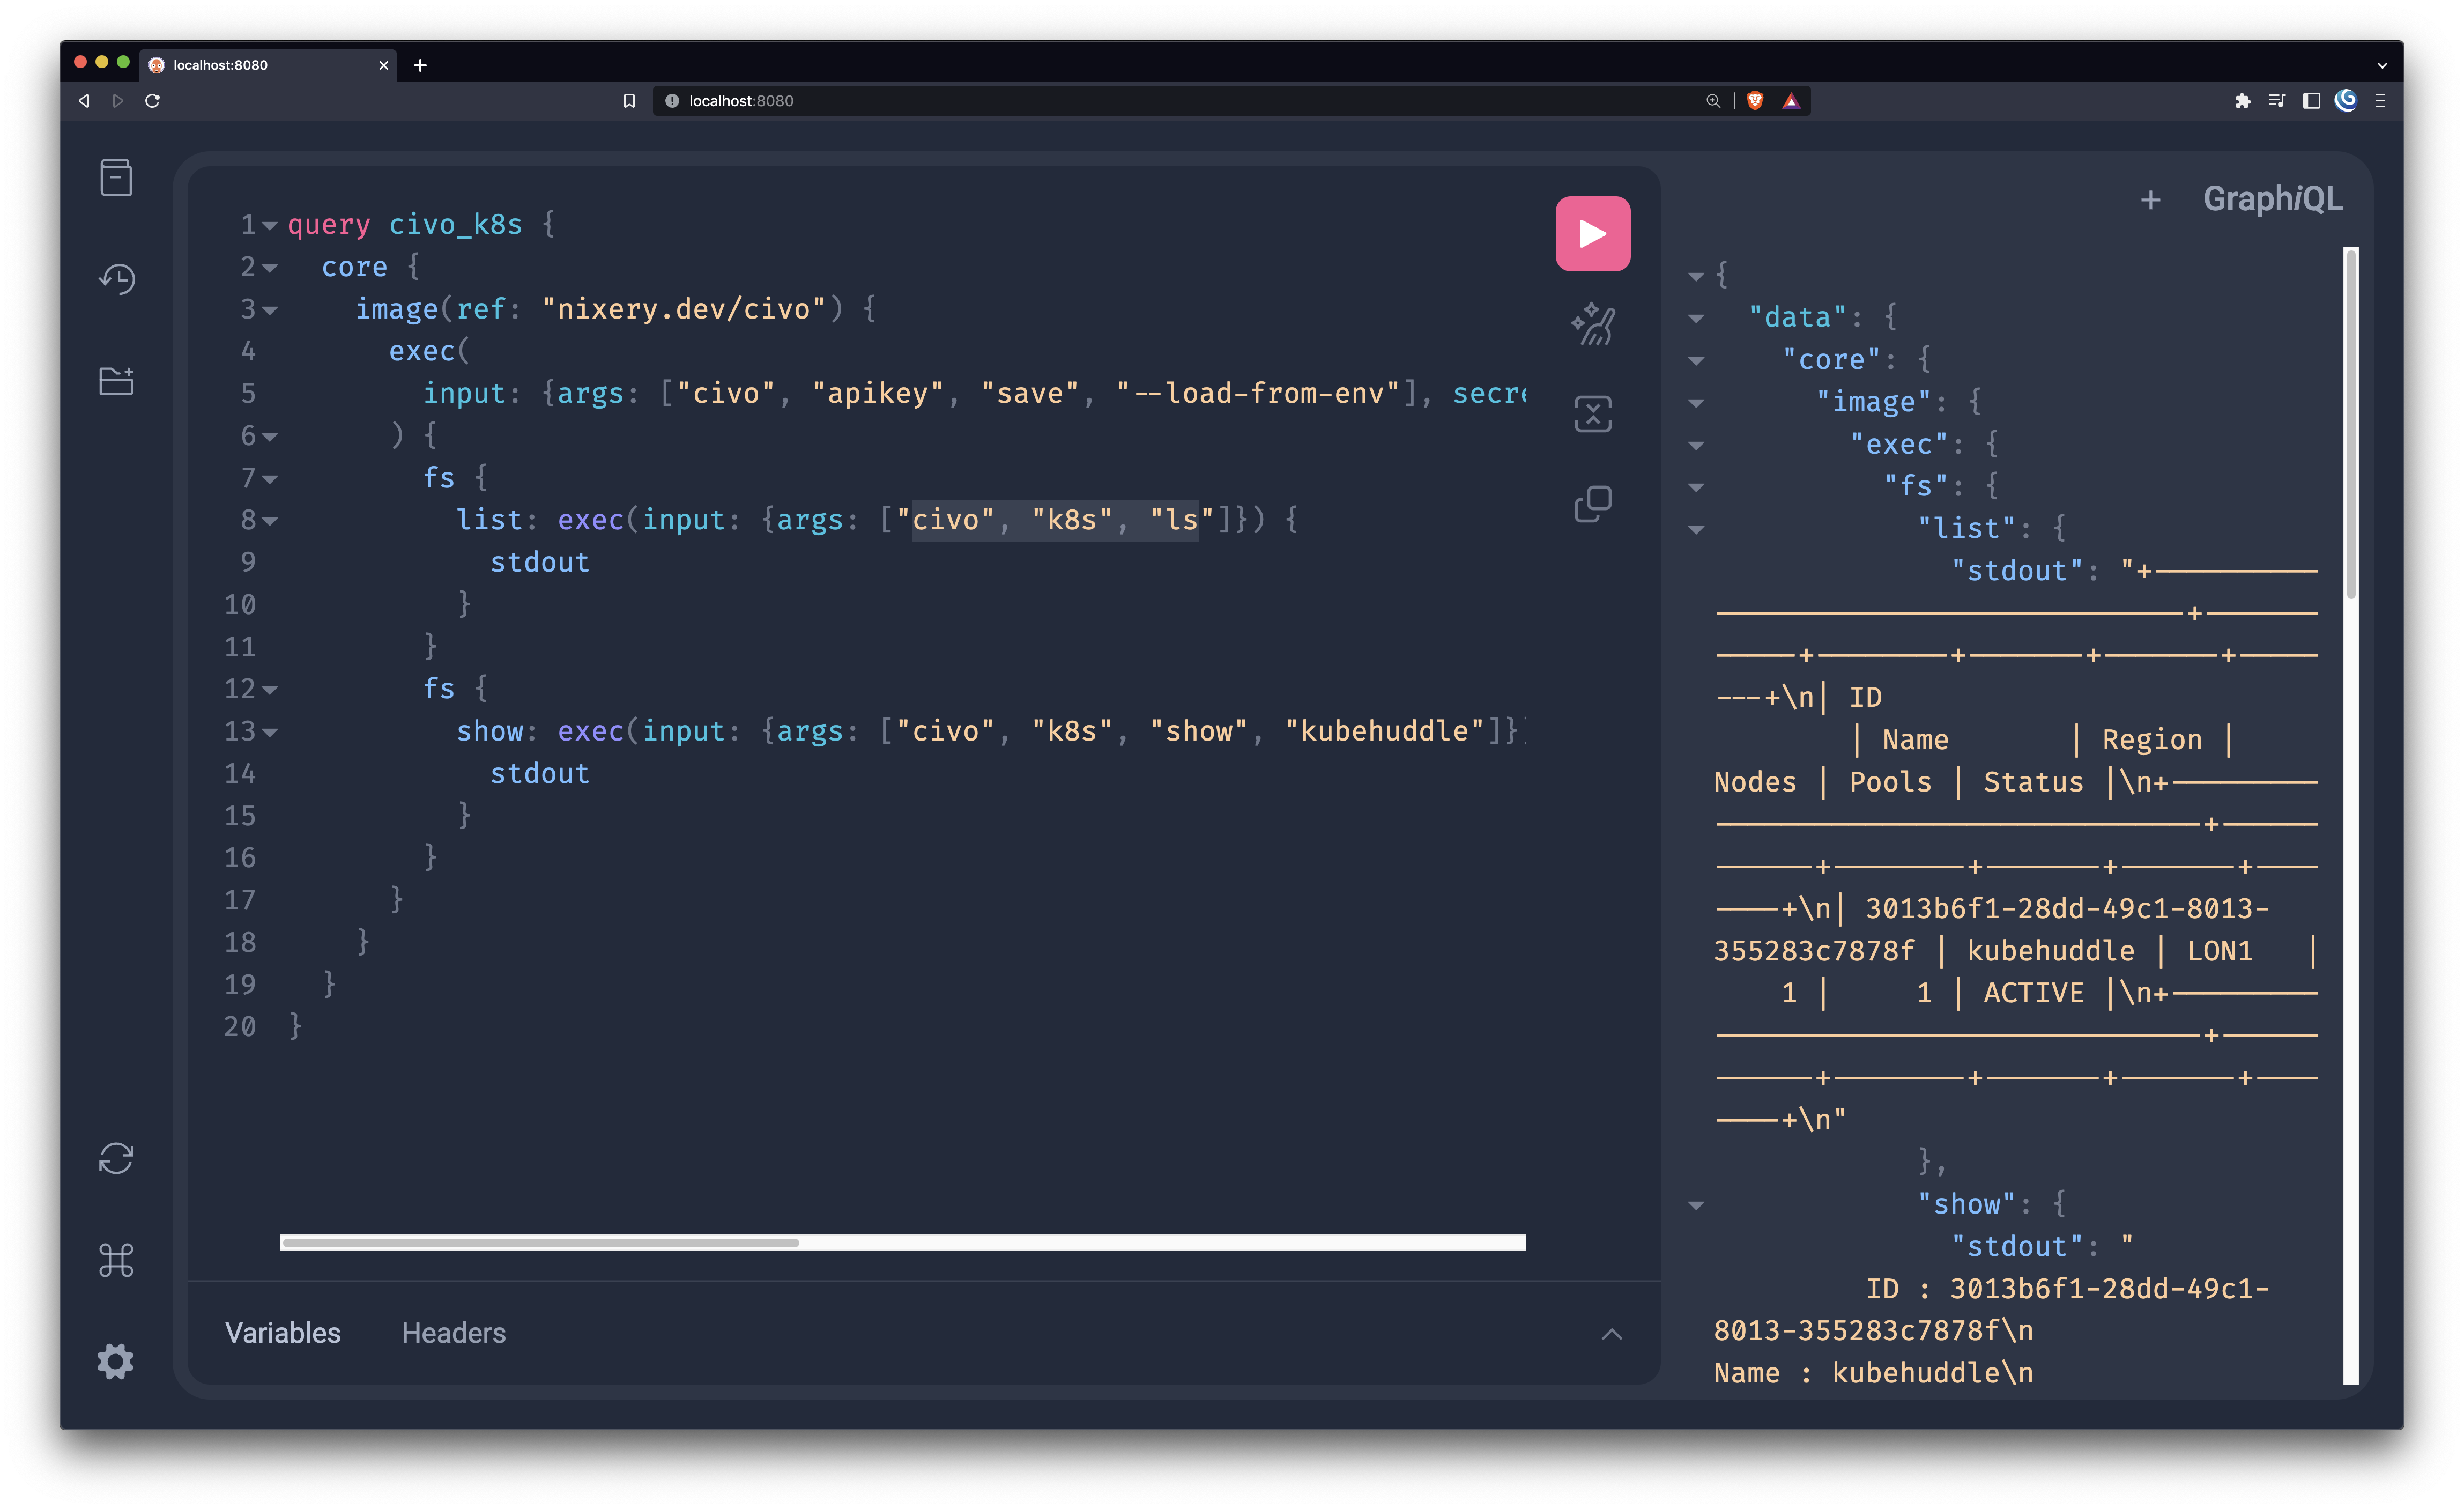 localhost:8080
localhost:8080
1 query civo_k8s {
2   core {
3     image(ref: "nixery.dev/civo") {
4       exec(
5         input: {args: ["civo", "apikey", "save", "--load-from-env"], secre
6       ) {
7         fs {
8           list: exec(input: {args: ["civo", "k8s", "ls"]}) {
9             stdout
10           }
11         }
12         fs {
13           show: exec(input: {args: ["civo", "k8s", "show", "kubehuddle"]}
14             stdout
15           }
16         }
17       }
18     }
19   }
20 }
Variables Headers
+ GraphiQL
{
"data": {
"core": {
"image": {
"exec": {
"fs": {
"list": {
"stdout": "+----------
----------------------------+-------
-----+--------+-------+-------+-----
---+\n| ID
| Name | Region |
Nodes | Pools | Status |\n+---------
-----------------------------+------
------+--------+-------+-------+----
----+\n| 3013b6f1-28dd-49c1-8013-
355283c7878f | kubehuddle | LON1 |
1 | 1 | ACTIVE |\n+---------
-----------------------------+------
------+--------+-------+-------+----
----+\n"
},
"show": {
"stdout": "
ID : 3013b6f1-28dd-49c1-
8013-355283c7878f\n
Name : kubehuddle\n